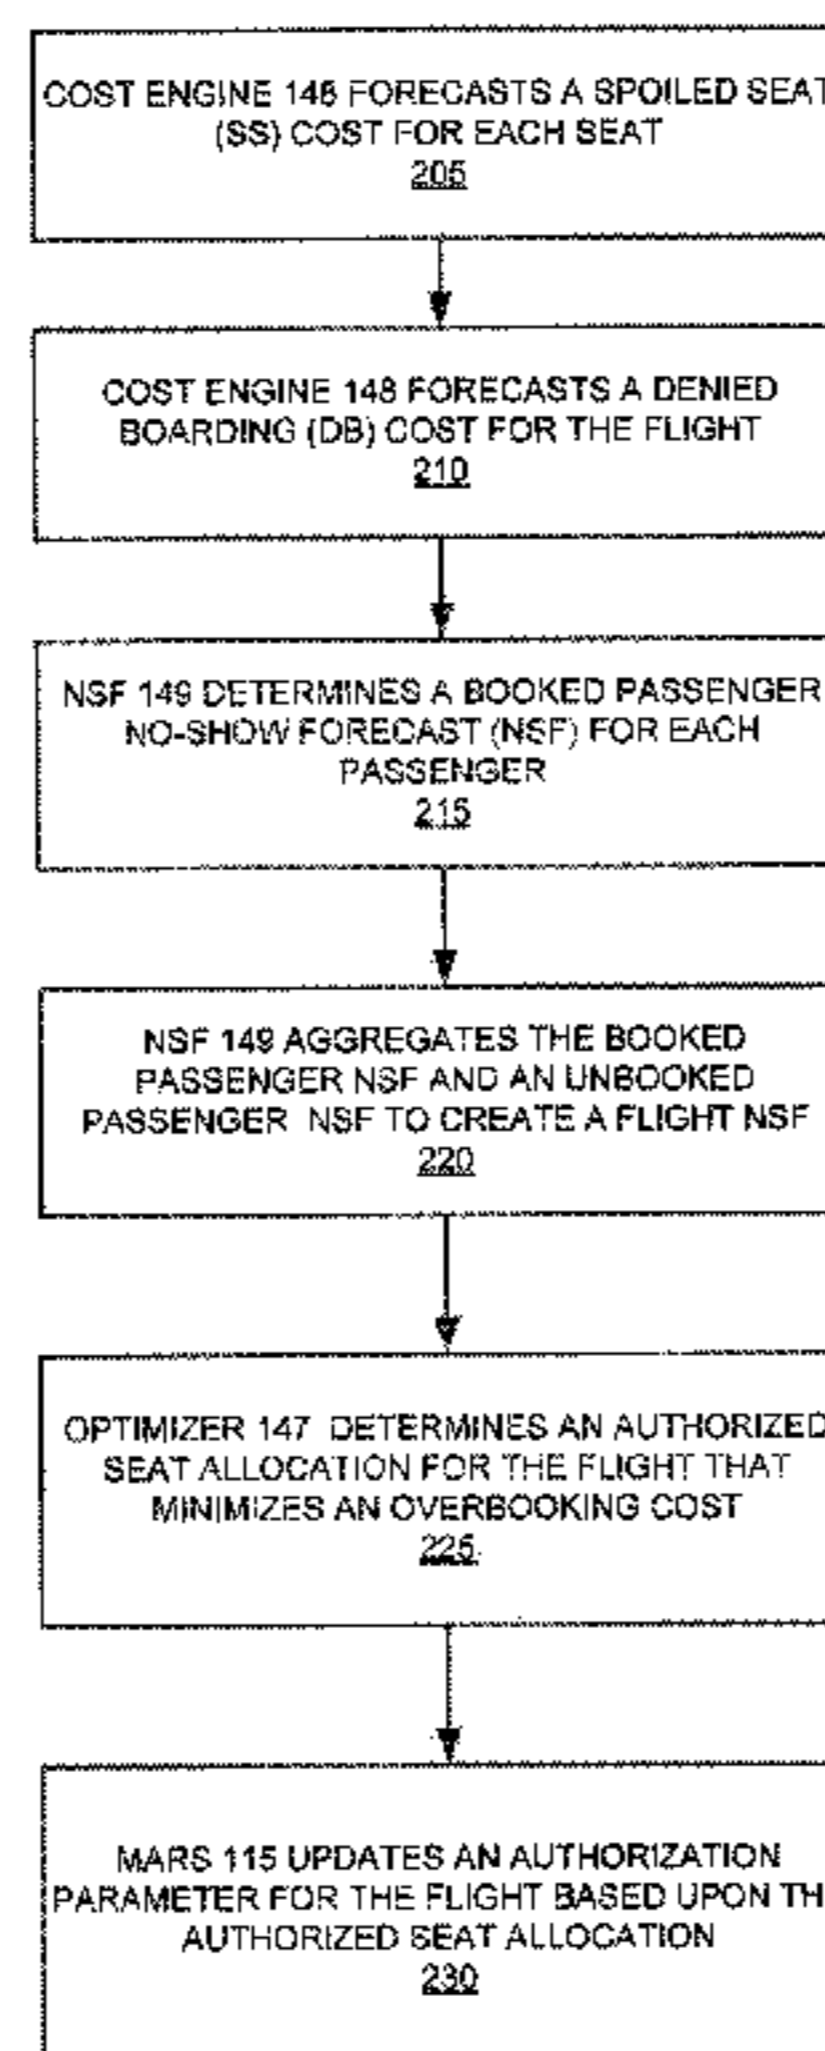 COST ENGINE 148 FORECASTS A SPOILED SEAT
(SS) COST FOR EACH SEAT
205
COST ENGINE 148 FORECASTS A DENIED
BOARDING (DB) COST FOR THE FLIGHT
210
NSF 149 DETERMINES A BOOKED PASSENGER
NO-SHOW FORECAST (NSF) FOR EACH
PASSENGER
215
NSF 149 AGGREGATES THE BOOKED
PASSENGER NSF AND AN UNBOOKED
PASSENGER NSF TO CREATE A FLIGHT NSF
220
OPTIMIZER 147 DETERMINES AN AUTHORIZED
SEAT ALLOCATION FOR THE FLIGHT THAT
MINIMIZES AN OVERBOOKING COST
225
MARS 115 UPDATES AN AUTHORIZATION
PARAMETER FOR THE FLIGHT BASED UPON TH
AUTHORIZED SEAT ALLOCATION
230